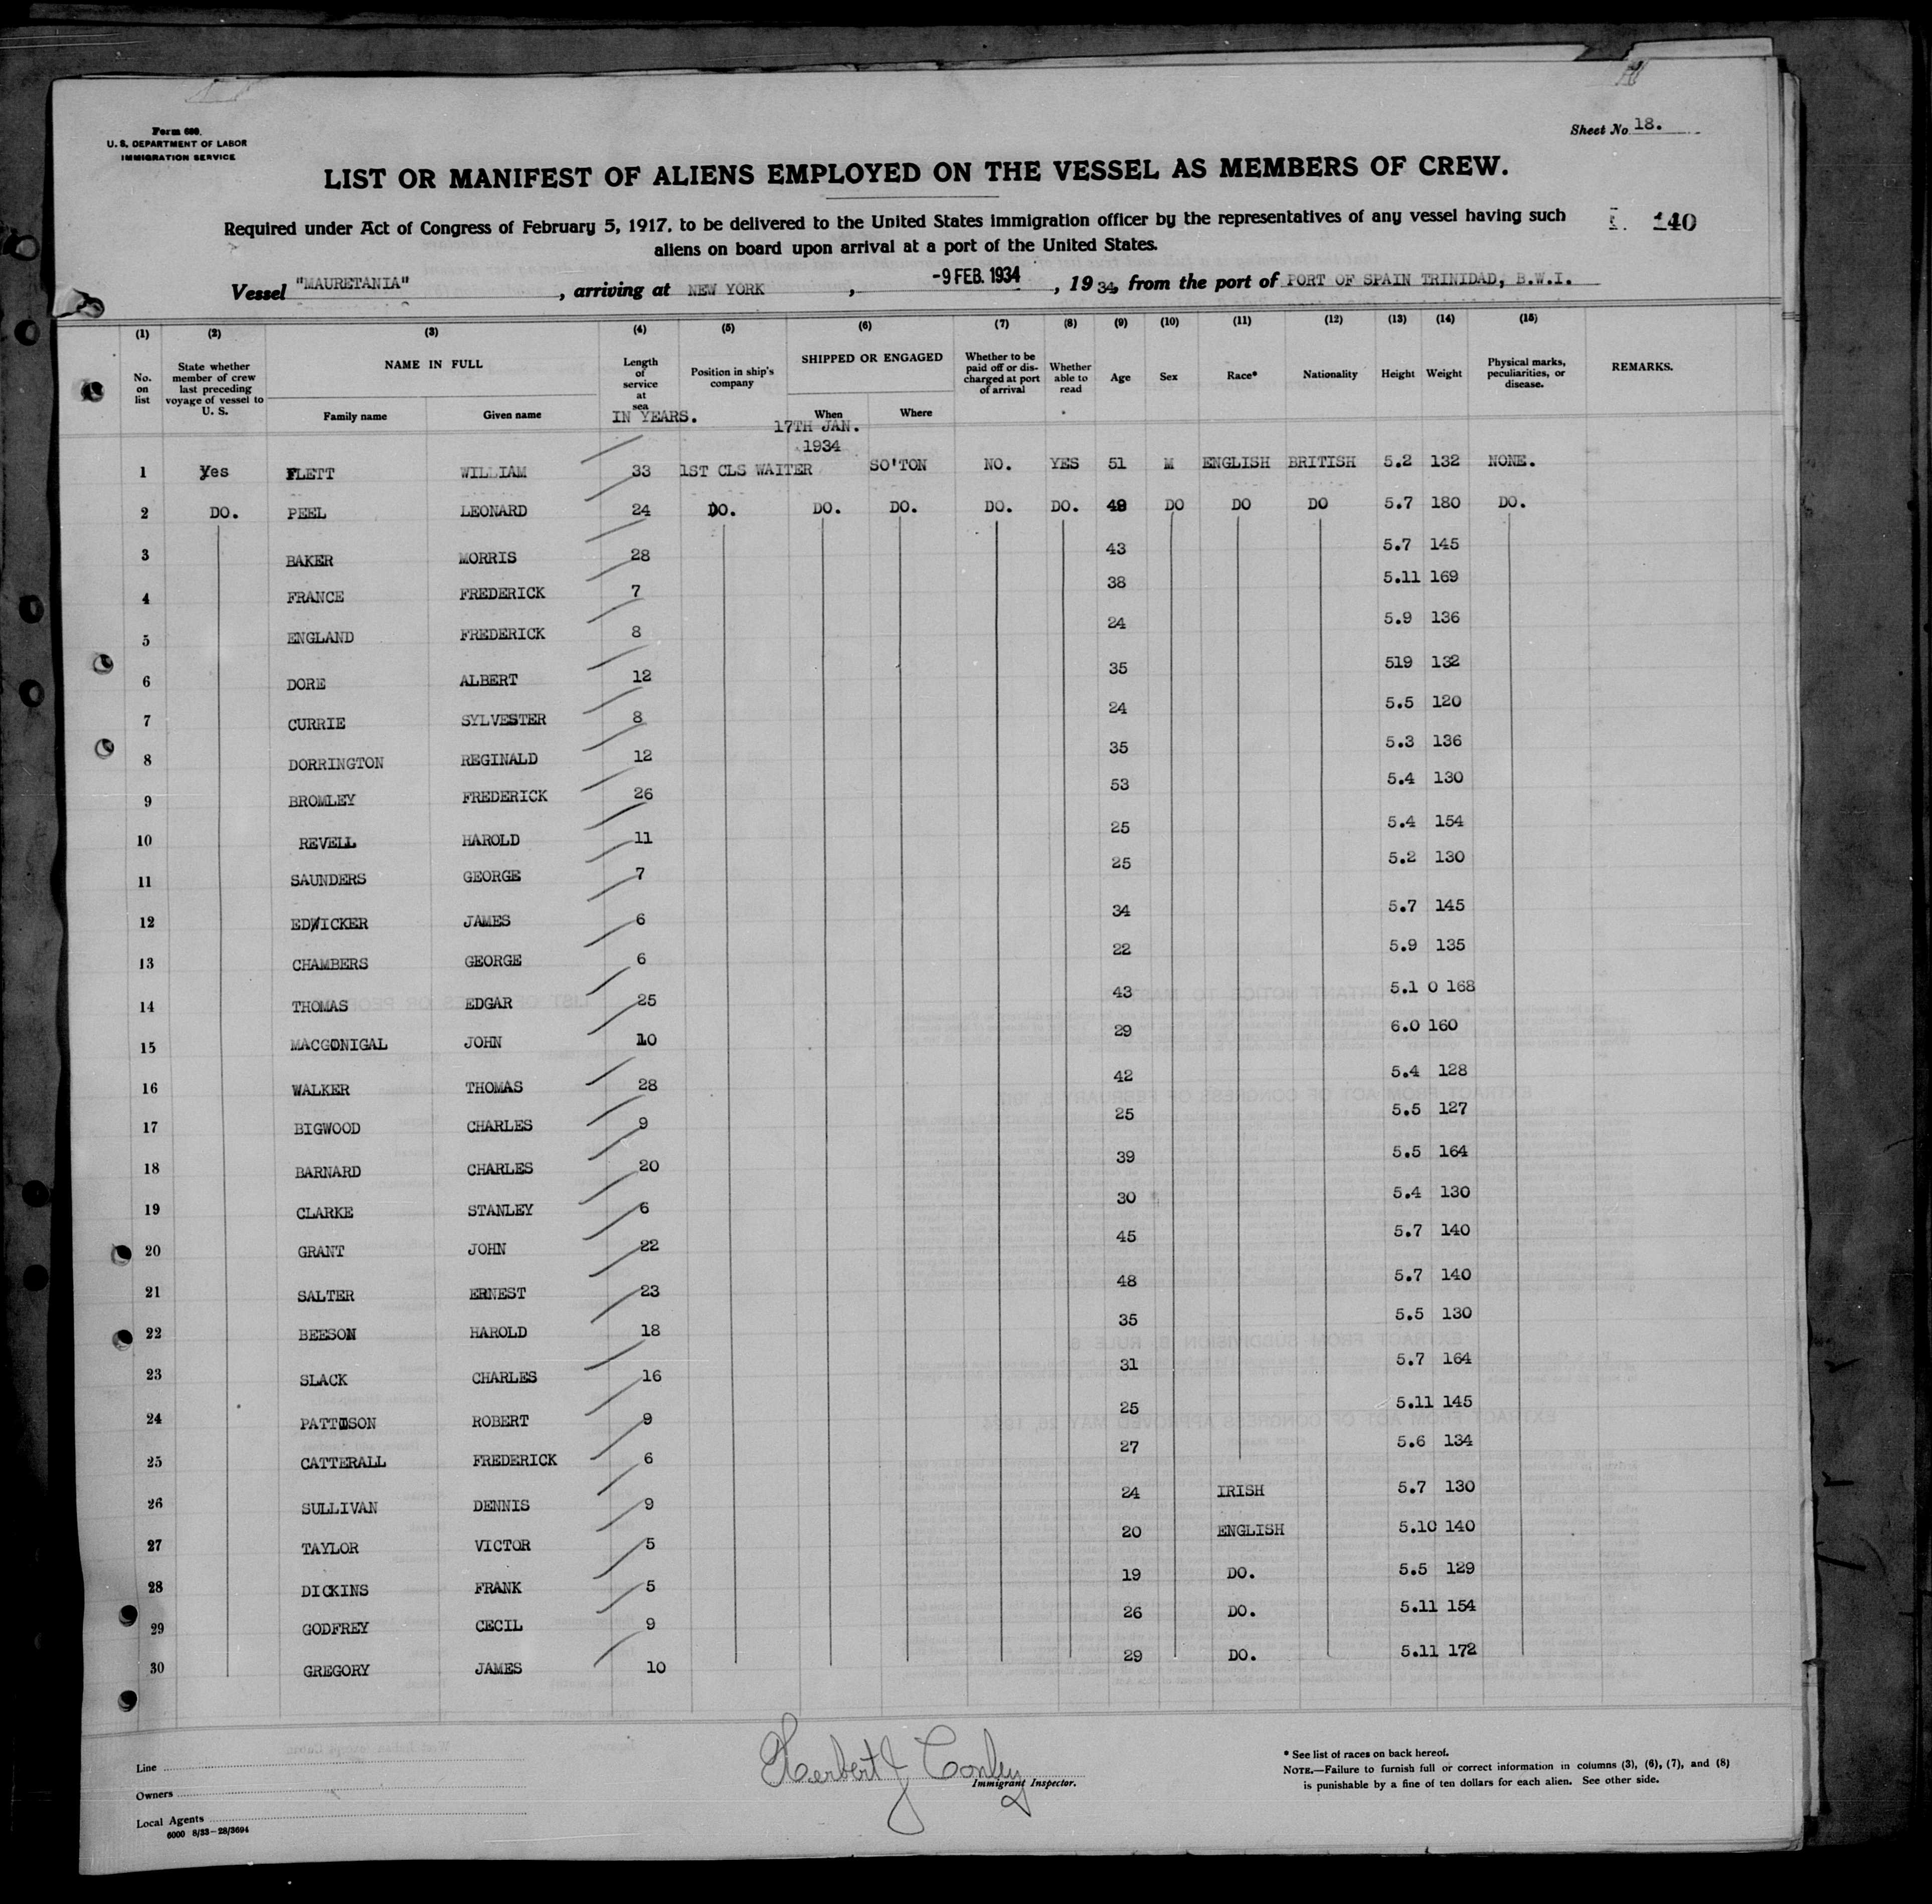 Form 680.
U. S. DEPARTMENT OF LABOR
IMMIGRATION SERVICE
Sheet No 18.
LIST OR MANIFEST OF ALIENS EMPLOYED ON THE VESSEL AS MEMBERS OF CREW.
Required under Act of Congress of February 5, 1917, to be delivered to the United States immigration officer by the representatives of any vessel having such
aliens on board upon arrival at a port of the United States.
140
Vessel "MAURETANIA", arriving at NEW YORK, -9 FEB. 1934, 1934, from the port of PORT OF SPAIN TRINIDAD, B.W.I.
(1) (2) (3) (4) (5) (6) (7) (8) (9) (10) (11) (12) (13) (14) (15)
No. on list
State whether member of crew last preceding voyage of vessel to U. S.
NAME IN FULL
Family name Given name
Length of service at sea
IN YEARS.
Position in ship's company
SHIPPED OR ENGAGED
When Where
Whether to be paid off or discharged at port of arrival
Whether able to read
Age Sex Race* Nationality Height Weight
Physical marks, peculiarities, or disease.
REMARKS.
17TH JAN.
1934
1 Yes FLETT WILLIAM 33 1ST CLS WAITER SO'TON NO. YES 51 M ENGLISH BRITISH 5.2 132 NONE.
2 DO. PEEL LEONARD 24 DO. DO. DO. DO. DO. 49 DO DO DO 5.7 180 DO.
3 BAKER MORRIS 28 43 5.7 145
4 FRANCE FREDERICK 7 38 5.11 169
5 ENGLAND FREDERICK 8 24 5.9 136
6 DORE ALBERT 12 35 519 132
7 CURRIE SYLVESTER 8 24 5.5 120
8 DORRINGTON REGINALD 12 35 5.3 136
9 BROMLEY FREDERICK 26 53 5.4 130
10 REVELL HAROLD 11 25 5.4 154
11 SAUNDERS GEORGE 7 25 5.2 130
12 EDWICKER JAMES 6 34 5.7 145
13 CHAMBERS GEORGE 6 22 5.9 135
14 THOMAS EDGAR 25 43 5.1 0 168
15 MACGONIGAL JOHN 10 29 6.0 160
16 WALKER THOMAS 28 42 5.4 128
17 BIGWOOD CHARLES 9 25 5.5 127
18 BARNARD CHARLES 20 39 5.5 164
19 CLARKE STANLEY 6 30 5.4 130
20 GRANT JOHN 22 45 5.7 140
21 SALTER ERNEST 23 48 5.7 140
22 BEESON HAROLD 18 35 5.5 130
23 SLACK CHARLES 16 31 5.7 164
24 PATTISON ROBERT 9 25 5.11 145
25 CATTERALL FREDERICK 6 27 5.6 134
26 SULLIVAN DENNIS 9 24 IRISH 5.7 130
27 TAYLOR VICTOR 5 20 ENGLISH 5.10 140
28 DICKINS FRANK 5 19 DO. 5.5 129
29 GODFREY CECIL 9 26 DO. 5.11 154
30 GREGORY JAMES 10 29 DO. 5.11 172
Line
Owners
Local Agents
6000 8/33-28/3694
Herbert J Conley
Immigrant Inspector.
* See list of races on back hereof.
NOTE.—Failure to furnish full or correct information in columns (3), (6), (7), and (8)
is punishable by a fine of ten dollars for each alien. See other side.